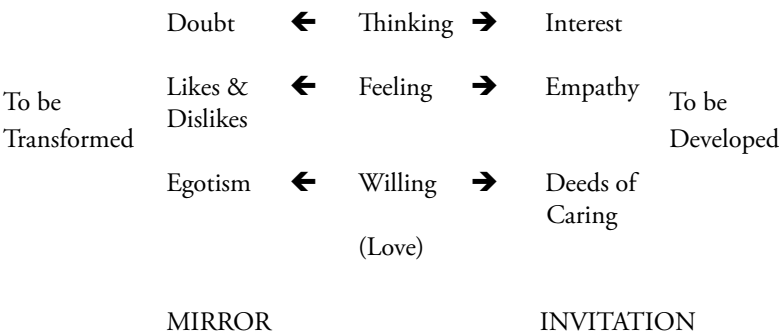 Doubt 🡸 Thinking 🡺 Interest
To be Transformed
Likes & Dislikes 🡸 Feeling 🡺 Empathy
To be Developed
Egotism 🡸 Willing 🡺 Deeds of Caring
(Love)
MIRROR INVITATION